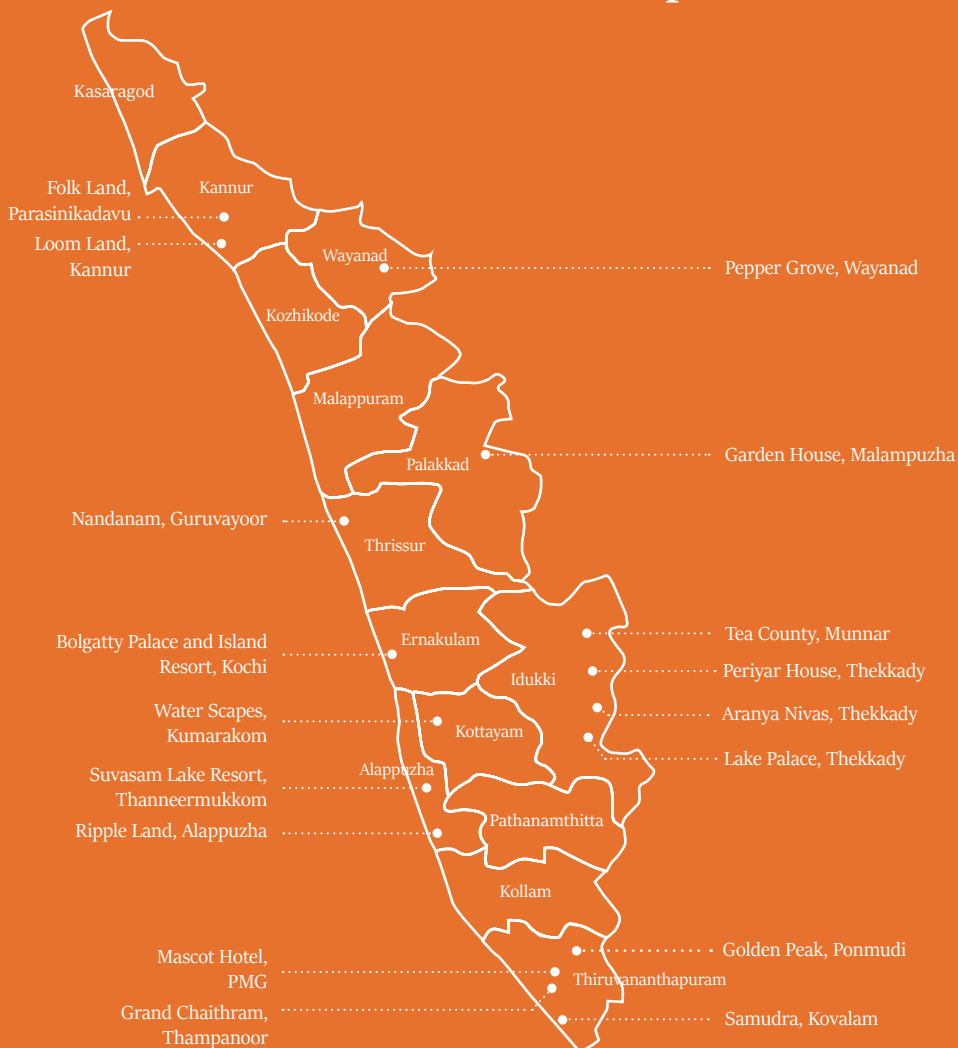 Kasaragod
Kannur
Folk Land,
Parasinikadavu
Loom Land,
Kannur
Wayanad
Pepper Grove, Wayanad
Kozhikode
Malappuram
Palakkad
Garden House, Malampuzha
Nandanam, Guruvayoor
Thrissur
Ernakulam
Bolgatty Palace and Island
Resort, Kochi
Tea County, Munnar
Idukki
Periyar House, Thekkady
Water Scapes,
Kumarakom
Kottayam
Aranya Nivas, Thekkady
Lake Palace, Thekkady
Alappuzha
Suvasam Lake Resort,
Thanneermukkom
Ripple Land, Alappuzha
Pathanamthitta
Kollam
Golden Peak, Ponmudi
Mascot Hotel,
PMG
Thiruvananthapuram
Grand Chaithram,
Thampanoor
Samudra, Kovalam